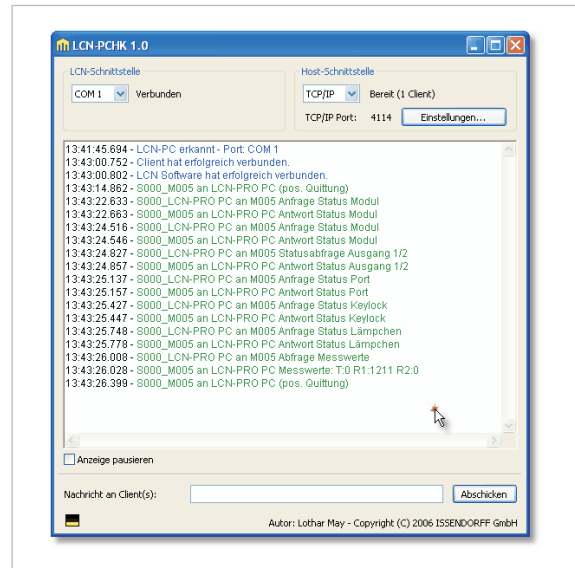 LCN-PCHK 1.0
LCN-Schnittstelle
COM 1 Verbunden
Host-Schnittstelle
TCP/IP Bereit (1 Client)
TCP/IP Port: 4114 Einstellungen...
13:41:45.694 - LCN-PC erkannt - Port: COM 1
13:43:00.752 - Client hat erfolgreich verbunden.
13:43:00.802 - LCN Software hat erfolgreich verbunden.
13:43:14.862 - S000_M005 an LCN-PRO PC (pos. Quittung)
13:43:22.633 - S000_LCN-PRO PC an M005 Anfrage Status Modul
13:43:22.663 - S000_M005 an LCN-PRO PC Antwort Status Modul
13:43:24.516 - S000_LCN-PRO PC an M005 Anfrage Status Modul
13:43:24.546 - S000_M005 an LCN-PRO PC Antwort Status Modul
13:43:24.827 - S000_LCN-PRO PC an M005 Statusabfrage Ausgang 1/2
13:43:24.857 - S000_M005 an LCN-PRO PC Antwort Status Ausgang 1/2
13:43:25.137 - S000_LCN-PRO PC an M005 Anfrage Status Port
13:43:25.157 - S000_M005 an LCN-PRO PC Antwort Status Port
13:43:25.427 - S000_LCN-PRO PC an M005 Anfrage Status Keylock
13:43:25.447 - S000_M005 an LCN-PRO PC Antwort Status Keylock
13:43:25.748 - S000_LCN-PRO PC an M005 Anfrage Status Lämpchen
13:43:25.778 - S000_M005 an LCN-PRO PC Antwort Status Lämpchen
13:43:26.008 - S000_LCN-PRO PC an M005 Abfrage Messwerte
13:43:26.028 - S000_M005 an LCN-PRO PC Messwerte: T:0 R1:1211 R2:0
13:43:26.399 - S000_M005 an LCN-PRO PC (pos. Quittung)
Anzeige pausieren
Nachricht an Client(s): Abschicken
Autor: Lothar May - Copyright (C) 2006 ISSENDORFF GmbH